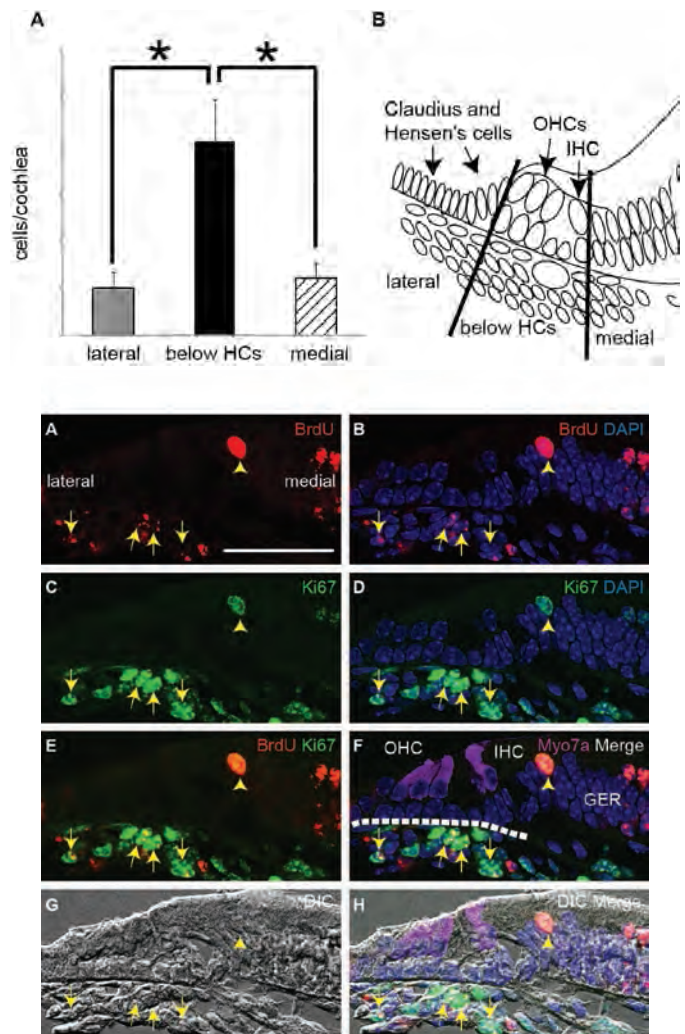 A
*
*
cells/cochlea
lateral
below HCs
medial
B
Claudius and
Hensen's cells
OHCs
IHC
lateral
below HCs
medial
A
BrdU
lateral
medial
B
BrdU DAPI
C
Ki67
D
Ki67 DAPI
E
BrdU Ki67
F
OHC
IHC
Myo7a Merge
GER
G
DIC
H
DIC Merge